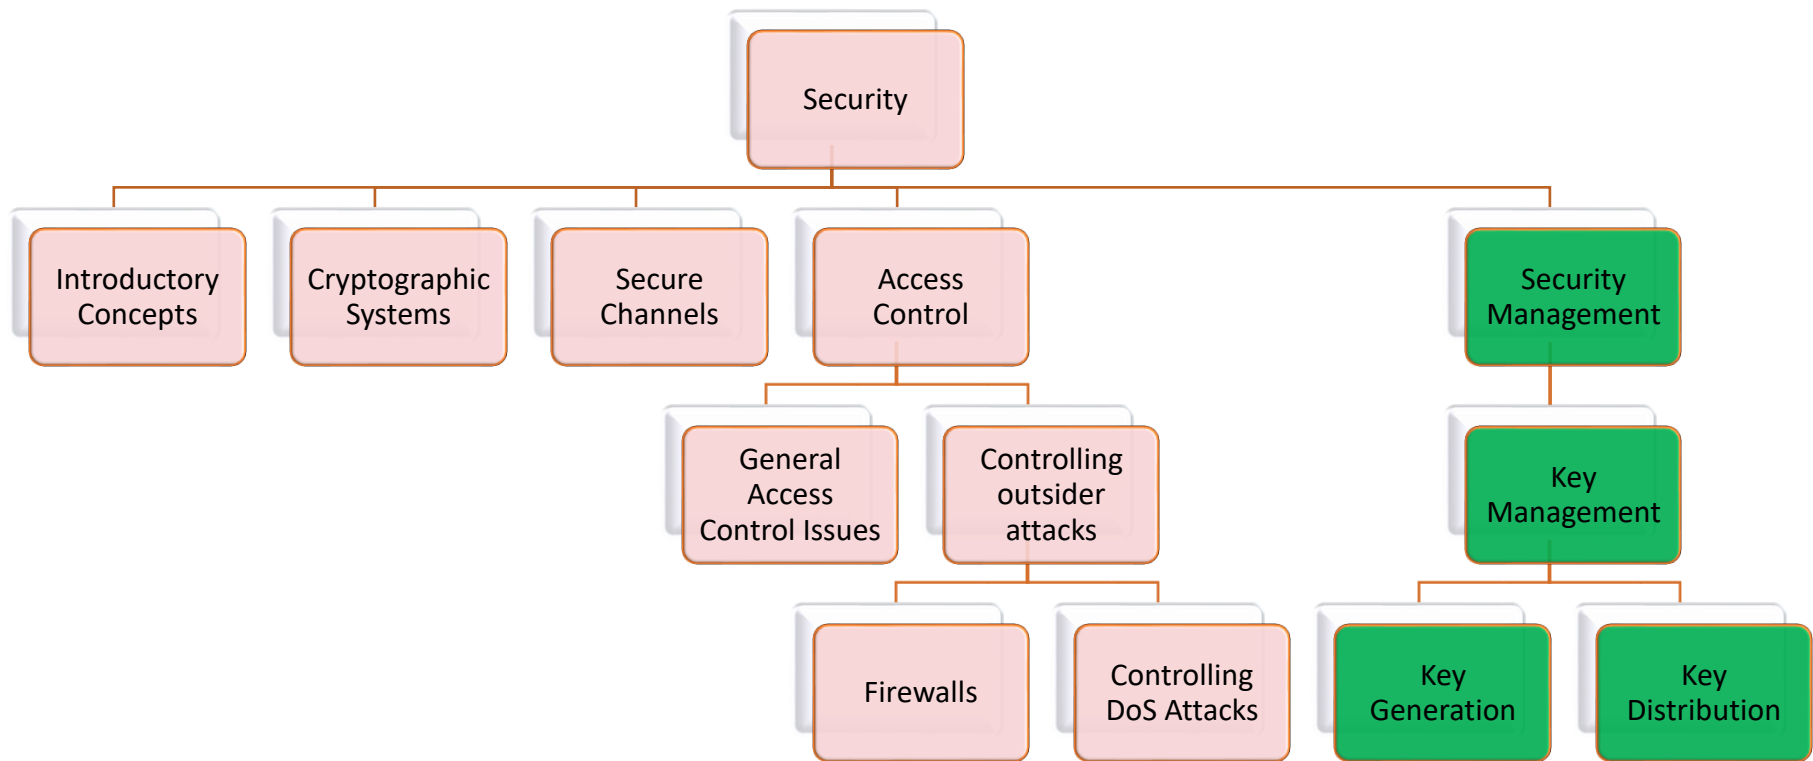 Security
Introductory
Concepts
Cryptographic
Systems
Secure
Channels
Access
Control
Security
Management
General
Access
Control Issues
Controlling
outsider
attacks
Key
Management
Firewalls
Controlling
DoS Attacks
Key
Generation
Key
Distribution